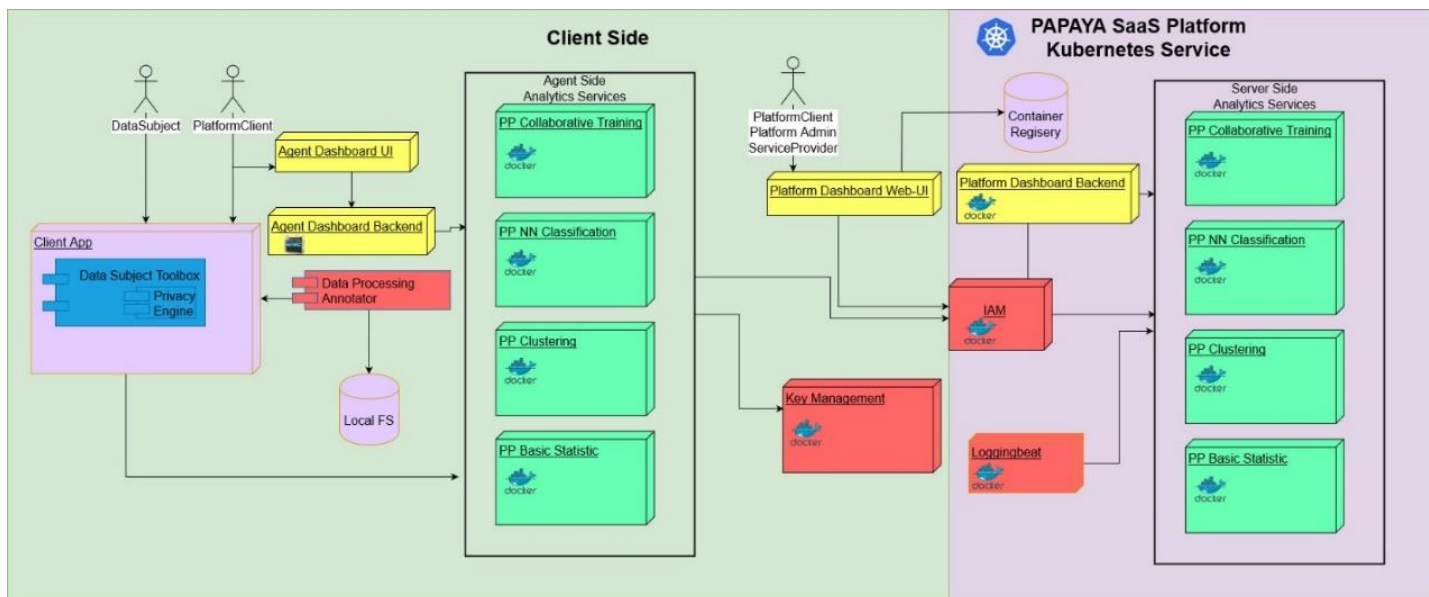 Client Side
PAPAYA SaaS Platform
Kubernetes Service
DataSubject
PlatformClient
Agent Dashboard UI
Agent Dashboard Backend
Client App
Data Subject Toolbox
Privacy
Engine
Data Processing
Annotator
Local FS
Agent Side
Analytics Services
PP Collaborative Training
docker
PP NN Classification
docker
PP Clustering
docker
PP Basic Statistic
docker
PlatformClient
Platform Admin
ServiceProvider
Platform Dashboard Web-UI
Key Management
docker
Container
Regisery
Platform Dashboard Backend
docker
IAM
docker
Loggingbeat
docker
Server Side
Analytics Services
PP Collaborative Training
docker
PP NN Classification
docker
PP Clustering
docker
PP Basic Statistic
docker